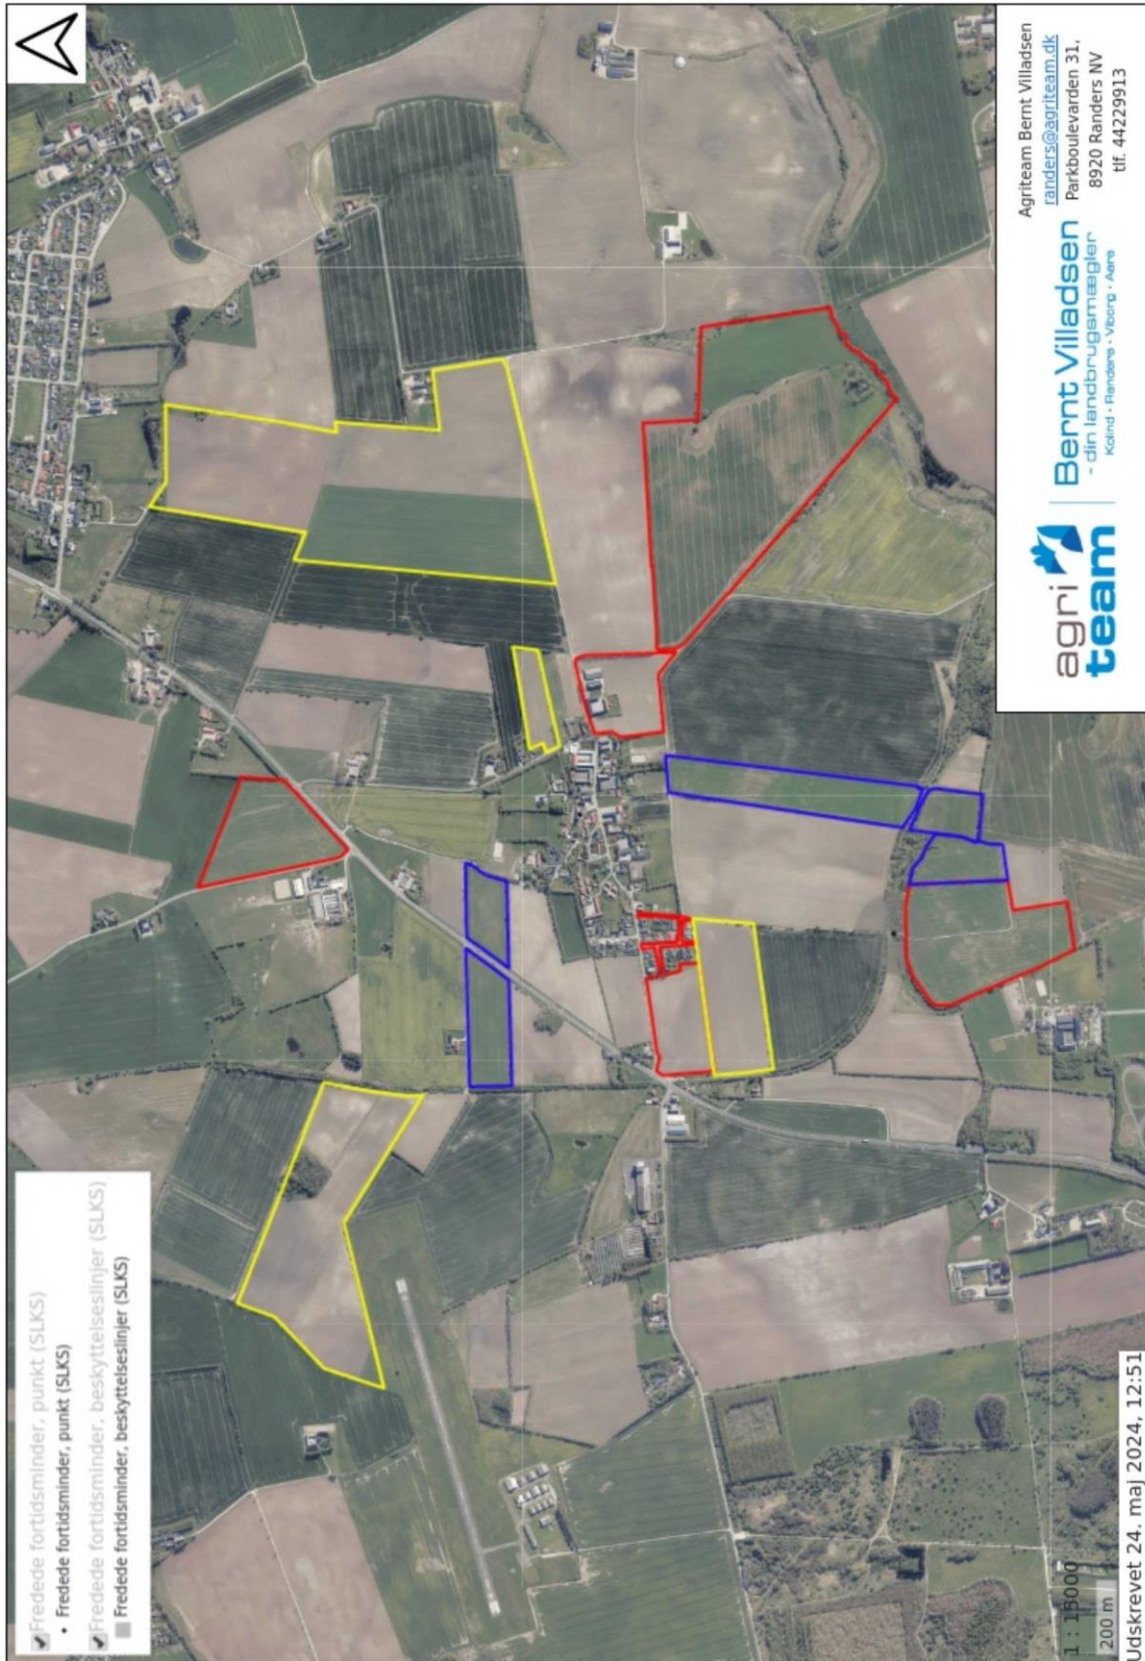 Fredede fortidsminder, punkt (SLKS)
• Fredede fortidsminder, punkt (SLKS)
Fredede fortidsminder, beskyttelseslinjer (SLKS)
Fredede fortidsminder, beskyttelseslinjer (SLKS)
1 : 15000
200 m
Udskrevet 24. maj 2024, 12:51
agri
team
Bernt Villadsen
- din landbrugsmægler
Kolind · Randers · Viborg · Aars
Agriteam Bernt Villadsen
randers@agriteam.dk
Parkboulevarden 31,
8920 Randers NV
tlf. 44229913